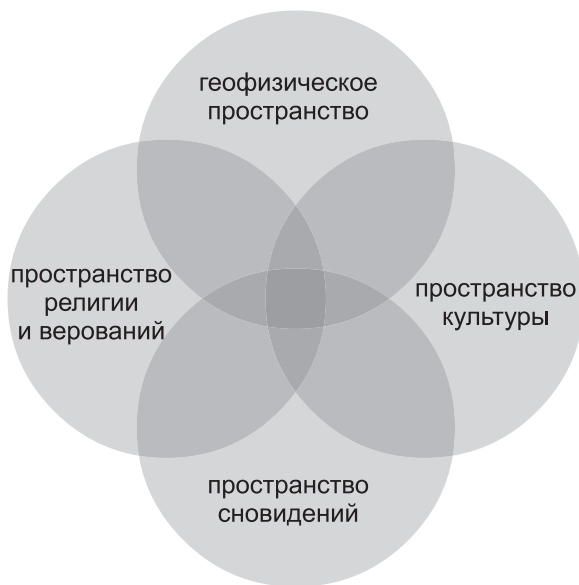 геофизическое
пространство
пространство
религии
и верований
пространство
культуры
пространство
сновидений